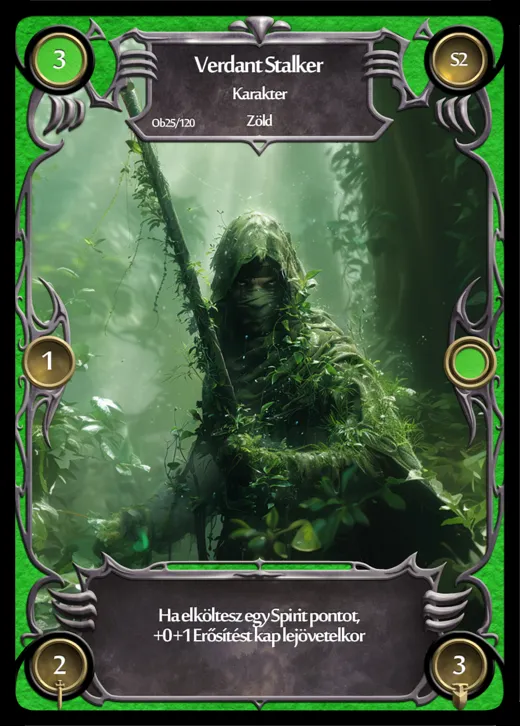 3
S2
Verdant Stalker
Karakter
Ob25/120
Zöld
1
Ha elköltesz egy Spirit pontot,
+0+1 Erősítést kap lejövetelkor
2
3